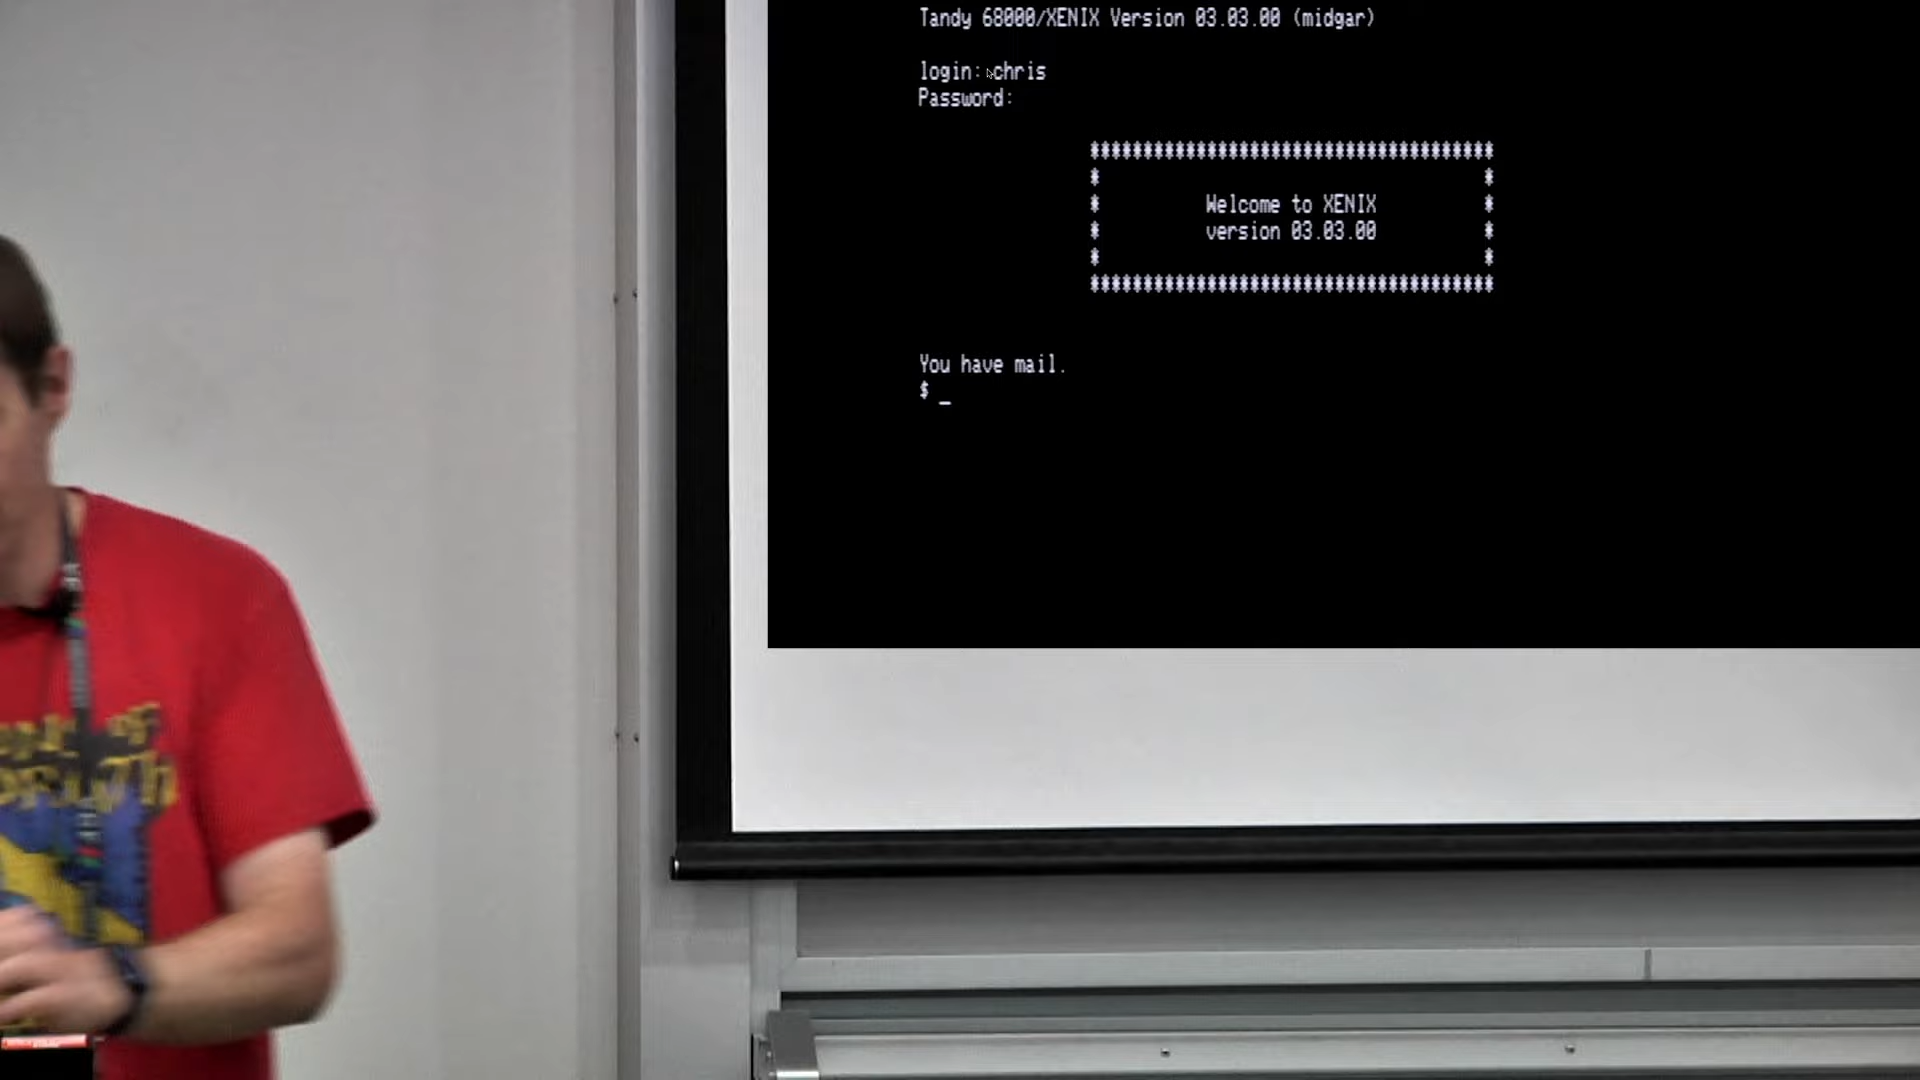 Tandy 68000/XENIX Version 03.03.00 (midgar)
login: chris
Password:
**************************************
* *
* Welcome to XENIX *
* version 03.03.00 *
* *
**************************************
You have mail.
$ _